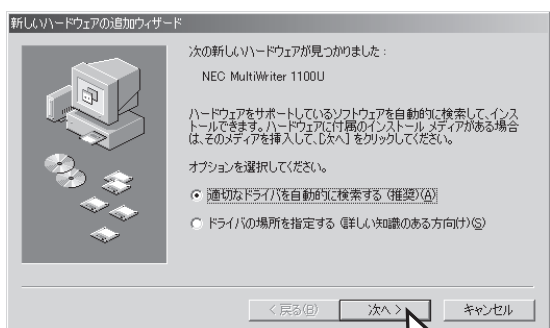 新しいハードウェアの追加ウィザード
次の新しいハードウェアが見つかりました:
NEC MultiWriter 1100U
ハードウェアをサポートしているソフトウェアを自動的に検索して、インス
トールできます。ハードウェアに付属のインストール メディアがある場合
は、そのメディアを挿入して、[次へ] をクリックしてください。
オプションを選択してください。
適切なドライバを自動的に検索する (推奨)(A)
ドライバの場所を指定する (詳しい知識のある方向け)(S)
< 戻る(B)
次へ >
キャンセル